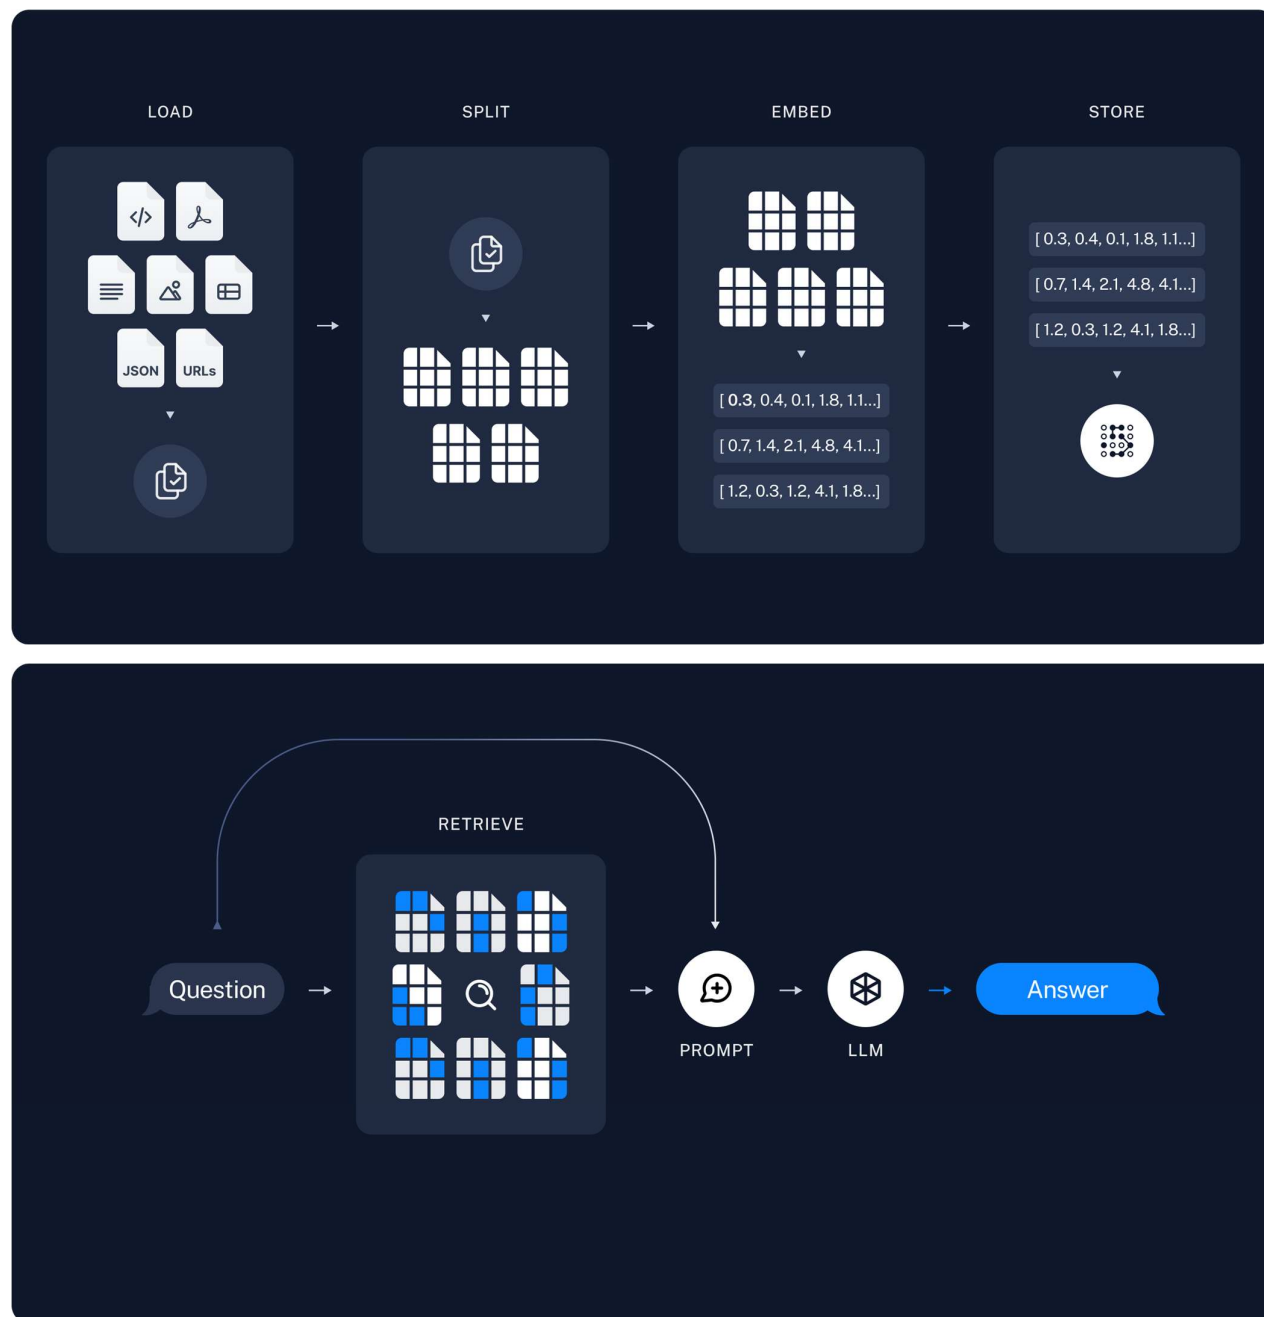 LOAD
SPLIT
EMBED
STORE
</>
JSON
URLs
[ 0.3, 0.4, 0.1, 1.8, 1.1...]
[ 0.7, 1.4, 2.1, 4.8, 4.1...]
[ 1.2, 0.3, 1.2, 4.1, 1.8...]
[ 0.3, 0.4, 0.1, 1.8, 1.1...]
[ 0.7, 1.4, 2.1, 4.8, 4.1...]
[ 1.2, 0.3, 1.2, 4.1, 1.8...]
RETRIEVE
Question
PROMPT
LLM
Answer